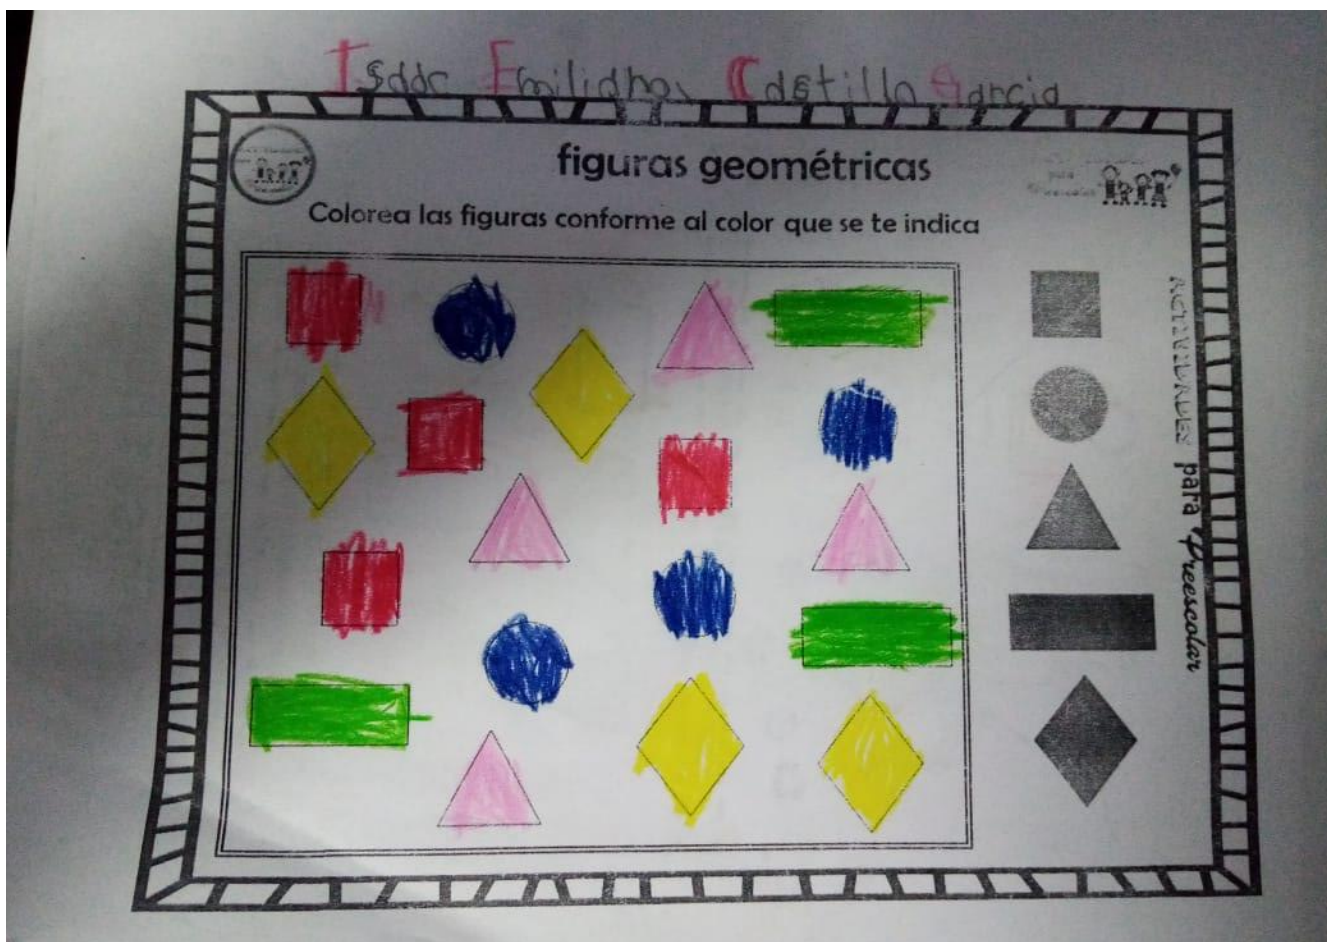 Isaac Emiliano Castillo Garcia
figuras geométricas
para
Colorea las figuras conforme al color que se te indica
ACTIVIDADES para Preescolar